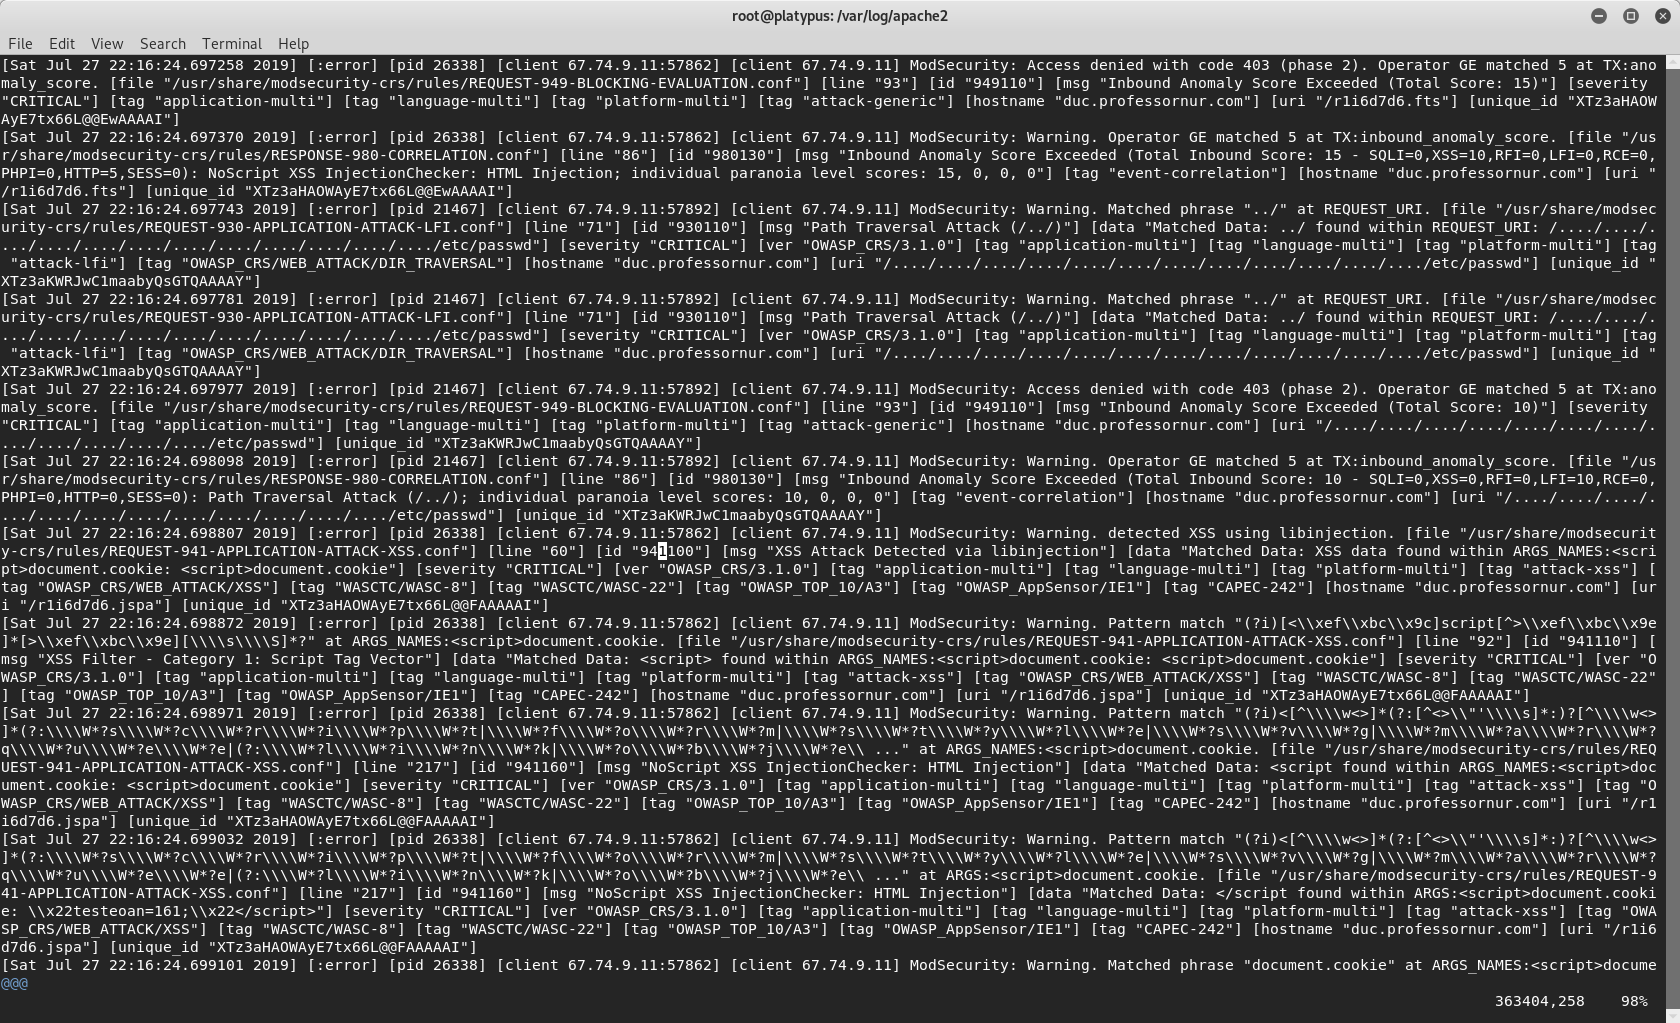 root@platypus: /var/log/apache2
File Edit View Search Terminal Help
[Sat Jul 27 22:16:24.697258 2019] [:error] [pid 26338] [client 67.74.9.11:57862] [client 67.74.9.11] ModSecurity: Access denied with code 403 (phase 2). Operator GE matched 5 at TX:ano
maly_score. [file "/usr/share/modsecurity-crs/rules/REQUEST-949-BLOCKING-EVALUATION.conf"] [line "93"] [id "949110"] [msg "Inbound Anomaly Score Exceeded (Total Score: 15)"] [severity
"CRITICAL"] [tag "application-multi"] [tag "language-multi"] [tag "platform-multi"] [tag "attack-generic"] [hostname "duc.professornur.com"] [uri "/r1i6d7d6.fts"] [unique_id "XTz3aHAOW
AyE7tx66L@@EwAAAAI"]
[Sat Jul 27 22:16:24.697370 2019] [:error] [pid 26338] [client 67.74.9.11:57862] [client 67.74.9.11] ModSecurity: Warning. Operator GE matched 5 at TX:inbound_anomaly_score. [file "/us
r/share/modsecurity-crs/rules/RESPONSE-980-CORRELATION.conf"] [line "86"] [id "980130"] [msg "Inbound Anomaly Score Exceeded (Total Inbound Score: 15 - SQLI=0,XSS=10,RFI=0,LFI=0,RCE=0,
PHPI=0,HTTP=5,SESS=0): NoScript XSS InjectionChecker: HTML Injection; individual paranoia level scores: 15, 0, 0, 0"] [tag "event-correlation"] [hostname "duc.professornur.com"] [uri "
/r1i6d7d6.fts"] [unique_id "XTz3aHAOWAyE7tx66L@@EwAAAAI"]
[Sat Jul 27 22:16:24.697743 2019] [:error] [pid 21467] [client 67.74.9.11:57892] [client 67.74.9.11] ModSecurity: Warning. Matched phrase "../" at REQUEST_URI. [file "/usr/share/modsec
urity-crs/rules/REQUEST-930-APPLICATION-ATTACK-LFI.conf"] [line "71"] [id "930110"] [msg "Path Traversal Attack (/../)"] [data "Matched Data: ../ found within REQUEST_URI: /..../..../.
.../..../..../..../..../..../..../..../..../..../etc/passwd"] [severity "CRITICAL"] [ver "OWASP_CRS/3.1.0"] [tag "application-multi"] [tag "language-multi"] [tag "platform-multi"] [tag
 "attack-lfi"] [tag "OWASP_CRS/WEB_ATTACK/DIR_TRAVERSAL"] [hostname "duc.professornur.com"] [uri "/..../..../..../..../..../..../..../..../..../..../..../..../etc/passwd"] [unique_id "
XTz3aKWRJwC1maabyQsGTQAAAAY"]
[Sat Jul 27 22:16:24.697781 2019] [:error] [pid 21467] [client 67.74.9.11:57892] [client 67.74.9.11] ModSecurity: Warning. Matched phrase "../" at REQUEST_URI. [file "/usr/share/modsec
urity-crs/rules/REQUEST-930-APPLICATION-ATTACK-LFI.conf"] [line "71"] [id "930110"] [msg "Path Traversal Attack (/../)"] [data "Matched Data: ../ found within REQUEST_URI: /..../..../.
.../..../..../..../..../..../..../..../..../..../etc/passwd"] [severity "CRITICAL"] [ver "OWASP_CRS/3.1.0"] [tag "application-multi"] [tag "language-multi"] [tag "platform-multi"] [tag
 "attack-lfi"] [tag "OWASP_CRS/WEB_ATTACK/DIR_TRAVERSAL"] [hostname "duc.professornur.com"] [uri "/..../..../..../..../..../..../..../..../..../..../..../..../etc/passwd"] [unique_id "
XTz3aKWRJwC1maabyQsGTQAAAAY"]
[Sat Jul 27 22:16:24.697977 2019] [:error] [pid 21467] [client 67.74.9.11:57892] [client 67.74.9.11] ModSecurity: Access denied with code 403 (phase 2). Operator GE matched 5 at TX:ano
maly_score. [file "/usr/share/modsecurity-crs/rules/REQUEST-949-BLOCKING-EVALUATION.conf"] [line "93"] [id "949110"] [msg "Inbound Anomaly Score Exceeded (Total Score: 10)"] [severity
"CRITICAL"] [tag "application-multi"] [tag "language-multi"] [tag "platform-multi"] [tag "attack-generic"] [hostname "duc.professornur.com"] [uri "/..../..../..../..../..../..../..../.
.../..../..../..../..../etc/passwd"] [unique_id "XTz3aKWRJwC1maabyQsGTQAAAAY"]
[Sat Jul 27 22:16:24.698098 2019] [:error] [pid 21467] [client 67.74.9.11:57892] [client 67.74.9.11] ModSecurity: Warning. Operator GE matched 5 at TX:inbound_anomaly_score. [file "/us
r/share/modsecurity-crs/rules/RESPONSE-980-CORRELATION.conf"] [line "86"] [id "980130"] [msg "Inbound Anomaly Score Exceeded (Total Inbound Score: 10 - SQLI=0,XSS=0,RFI=0,LFI=10,RCE=0,
PHPI=0,HTTP=0,SESS=0): Path Traversal Attack (/../); individual paranoia level scores: 10, 0, 0, 0"] [tag "event-correlation"] [hostname "duc.professornur.com"] [uri "/..../..../..../.
.../..../..../..../..../..../..../..../etc/passwd"] [unique_id "XTz3aKWRJwC1maabyQsGTQAAAAY"]
[Sat Jul 27 22:16:24.698807 2019] [:error] [pid 26338] [client 67.74.9.11:57862] [client 67.74.9.11] ModSecurity: Warning. detected XSS using libinjection. [file "/usr/share/modsecurit
y-crs/rules/REQUEST-941-APPLICATION-ATTACK-XSS.conf"] [line "60"] [id "941100"] [msg "XSS Attack Detected via libinjection"] [data "Matched Data: XSS data found within ARGS_NAMES:<scri
pt>document.cookie: <script>document.cookie"] [severity "CRITICAL"] [ver "OWASP_CRS/3.1.0"] [tag "application-multi"] [tag "language-multi"] [tag "platform-multi"] [tag "attack-xss"] [
tag "OWASP_CRS/WEB_ATTACK/XSS"] [tag "WASCTC/WASC-8"] [tag "WASCTC/WASC-22"] [tag "OWASP_TOP_10/A3"] [tag "OWASP_AppSensor/IE1"] [tag "CAPEC-242"] [hostname "duc.professornur.com"] [ur
i "/r1i6d7d6.jspa"] [unique_id "XTz3aHAOWAyE7tx66L@@FAAAAAI"]
[Sat Jul 27 22:16:24.698872 2019] [:error] [pid 26338] [client 67.74.9.11:57862] [client 67.74.9.11] ModSecurity: Warning. Pattern match "(?i)[<\\xef\\xbc\\x9c]script[^>\\xef\\xbc\\x9e
]*[>\\xef\\xbc\\x9e][\\\\s\\\\S]*?" at ARGS_NAMES:<script>document.cookie. [file "/usr/share/modsecurity-crs/rules/REQUEST-941-APPLICATION-ATTACK-XSS.conf"] [line "92"] [id "941110"] [
msg "XSS Filter - Category 1: Script Tag Vector"] [data "Matched Data: <script> found within ARGS_NAMES:<script>document.cookie: <script>document.cookie"] [severity "CRITICAL"] [ver "O
WASP_CRS/3.1.0"] [tag "application-multi"] [tag "language-multi"] [tag "platform-multi"] [tag "attack-xss"] [tag "OWASP_CRS/WEB_ATTACK/XSS"] [tag "WASCTC/WASC-8"] [tag "WASCTC/WASC-22"
] [tag "OWASP_TOP_10/A3"] [tag "OWASP_AppSensor/IE1"] [tag "CAPEC-242"] [hostname "duc.professornur.com"] [uri "/r1i6d7d6.jspa"] [unique_id "XTz3aHAOWAyE7tx66L@@FAAAAAI"]
[Sat Jul 27 22:16:24.698971 2019] [:error] [pid 26338] [client 67.74.9.11:57862] [client 67.74.9.11] ModSecurity: Warning. Pattern match "(?i)<[^\\\\w<>]*(?:[^<>\\"'\\\\s]*:)?[^\\\\w<>
]*(?:\\\\W*?s\\\\W*?c\\\\W*?r\\\\W*?i\\\\W*?p\\\\W*?t|\\\\W*?f\\\\W*?o\\\\W*?r\\\\W*?m|\\\\W*?s\\\\W*?t\\\\W*?y\\\\W*?l\\\\W*?e|\\\\W*?s\\\\W*?v\\\\W*?g|\\\\W*?m\\\\W*?a\\\\W*?r\\\\W*?
q\\\\W*?u\\\\W*?e\\\\W*?e|(?:\\\\W*?l\\\\W*?i\\\\W*?n\\\\W*?k|\\\\W*?o\\\\W*?b\\\\W*?j\\\\W*?e\\ ..." at ARGS_NAMES:<script>document.cookie. [file "/usr/share/modsecurity-crs/rules/REQ
UEST-941-APPLICATION-ATTACK-XSS.conf"] [line "217"] [id "941160"] [msg "NoScript XSS InjectionChecker: HTML Injection"] [data "Matched Data: <script found within ARGS_NAMES:<script>doc
ument.cookie: <script>document.cookie"] [severity "CRITICAL"] [ver "OWASP_CRS/3.1.0"] [tag "application-multi"] [tag "language-multi"] [tag "platform-multi"] [tag "attack-xss"] [tag "O
WASP_CRS/WEB_ATTACK/XSS"] [tag "WASCTC/WASC-8"] [tag "WASCTC/WASC-22"] [tag "OWASP_TOP_10/A3"] [tag "OWASP_AppSensor/IE1"] [tag "CAPEC-242"] [hostname "duc.professornur.com"] [uri "/r1
i6d7d6.jspa"] [unique_id "XTz3aHAOWAyE7tx66L@@FAAAAAI"]
[Sat Jul 27 22:16:24.699032 2019] [:error] [pid 26338] [client 67.74.9.11:57862] [client 67.74.9.11] ModSecurity: Warning. Pattern match "(?i)<[^\\\\w<>]*(?:[^<>\\"'\\\\s]*:)?[^\\\\w<>
]*(?:\\\\W*?s\\\\W*?c\\\\W*?r\\\\W*?i\\\\W*?p\\\\W*?t|\\\\W*?f\\\\W*?o\\\\W*?r\\\\W*?m|\\\\W*?s\\\\W*?t\\\\W*?y\\\\W*?l\\\\W*?e|\\\\W*?s\\\\W*?v\\\\W*?g|\\\\W*?m\\\\W*?a\\\\W*?r\\\\W*?
q\\\\W*?u\\\\W*?e\\\\W*?e|(?:\\\\W*?l\\\\W*?i\\\\W*?n\\\\W*?k|\\\\W*?o\\\\W*?b\\\\W*?j\\\\W*?e\\ ..." at ARGS:<script>document.cookie. [file "/usr/share/modsecurity-crs/rules/REQUEST-9
41-APPLICATION-ATTACK-XSS.conf"] [line "217"] [id "941160"] [msg "NoScript XSS InjectionChecker: HTML Injection"] [data "Matched Data: </script found within ARGS:<script>document.cooki
e: \\x22testeoan=161;\\x22</script>"] [severity "CRITICAL"] [ver "OWASP_CRS/3.1.0"] [tag "application-multi"] [tag "language-multi"] [tag "platform-multi"] [tag "attack-xss"] [tag "OWA
SP_CRS/WEB_ATTACK/XSS"] [tag "WASCTC/WASC-8"] [tag "WASCTC/WASC-22"] [tag "OWASP_TOP_10/A3"] [tag "OWASP_AppSensor/IE1"] [tag "CAPEC-242"] [hostname "duc.professornur.com"] [uri "/r1i6
d7d6.jspa"] [unique_id "XTz3aHAOWAyE7tx66L@@FAAAAAI"]
[Sat Jul 27 22:16:24.699101 2019] [:error] [pid 26338] [client 67.74.9.11:57862] [client 67.74.9.11] ModSecurity: Warning. Matched phrase "document.cookie" at ARGS_NAMES:<script>docume
@@@
363404,258 98%